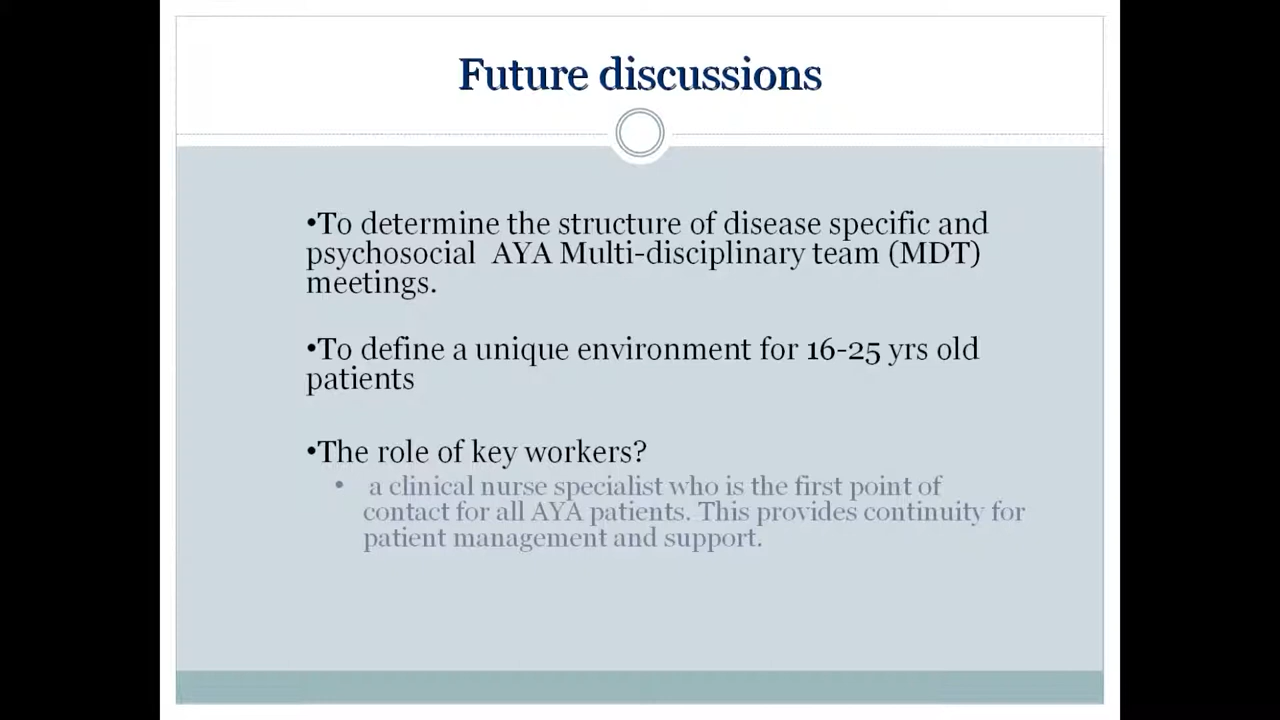 Future discussions
•To determine the structure of disease specific and
psychosocial  AYA Multi-disciplinary team (MDT)
meetings.
•To define a unique environment for 16-25 yrs old
patients
•The role of key workers?
• a clinical nurse specialist who is the first point of
contact for all AYA patients. This provides continuity for
patient management and support.